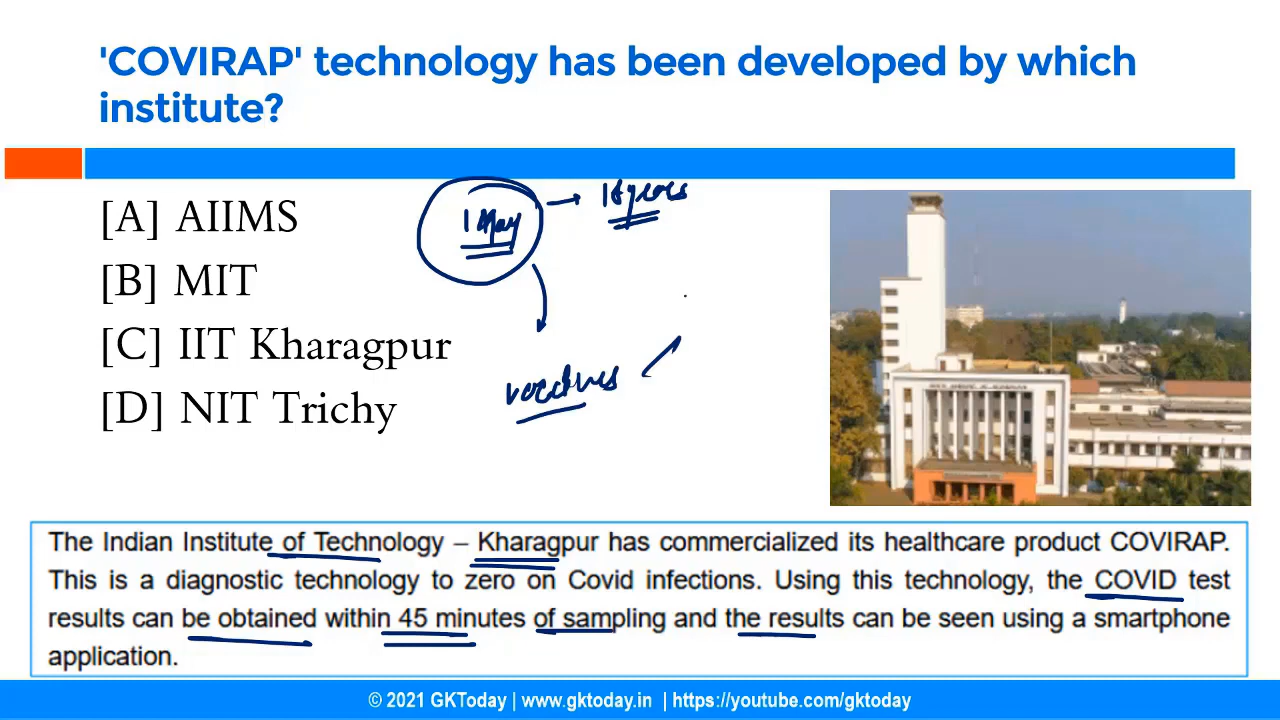 'COVIRAP' technology has been developed by which
institute?
[A] AIIMS
[B] MIT
[C] IIT Kharagpur
[D] NIT Trichy
1 May
18 years
vaccines
The Indian Institute of Technology – Kharagpur has commercialized its healthcare product COVIRAP.
This is a diagnostic technology to zero on Covid infections. Using this technology, the COVID test
results can be obtained within 45 minutes of sampling and the results can be seen using a smartphone
application.
© 2021 GKToday | www.gktoday.in | https://youtube.com/gktoday